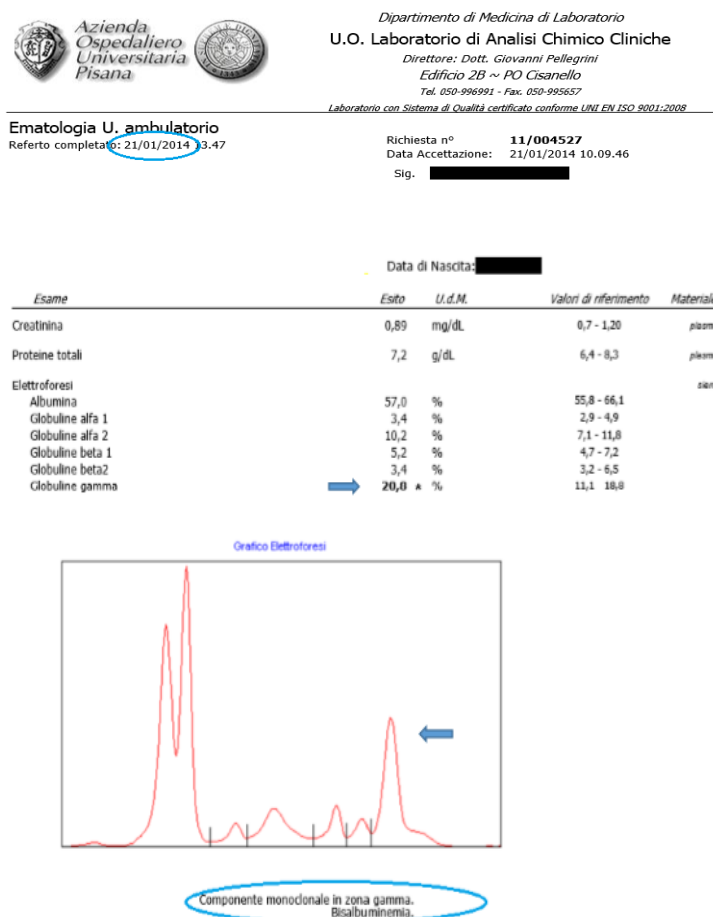 Azienda
Ospedaliero
Universitaria
Pisana
Dipartimento di Medicina di Laboratorio
U.O. Laboratorio di Analisi Chimico Cliniche
Direttore: Dott. Giovanni Pellegrini
Edificio 2B ~ PO Cisanello
Tel. 050-996991 - Fax. 050-995657
Laboratorio con Sistema di Qualità certificato conforme UNI EN ISO 9001:2008
Ematologia U. ambulatorio
Referto completato: 21/01/2014 13.47
Richiesta n° 11/004527
Data Accettazione: 21/01/2014 10.09.46
Sig.
Data di Nascita:
Esame Esito U.d.M. Valori di riferimento Materiale
Creatinina 0,89 mg/dL 0,7 - 1,20 plasm
Proteine totali 7,2 g/dL 6,4 - 8,3 plasm
Elettroforesi sier
Albumina 57,0 % 55,8 - 66,1
Globuline alfa 1 3,4 % 2,9 - 4,9
Globuline alfa 2 10,2 % 7,1 - 11,8
Globuline beta 1 5,2 % 4,7 - 7,2
Globuline beta2 3,4 % 3,2 - 6,5
Globuline gamma 20,8 * % 11,1 18,8
Grafico Elettroforesi
Componente monoclonale in zona gamma.
Bisalbuminemia.